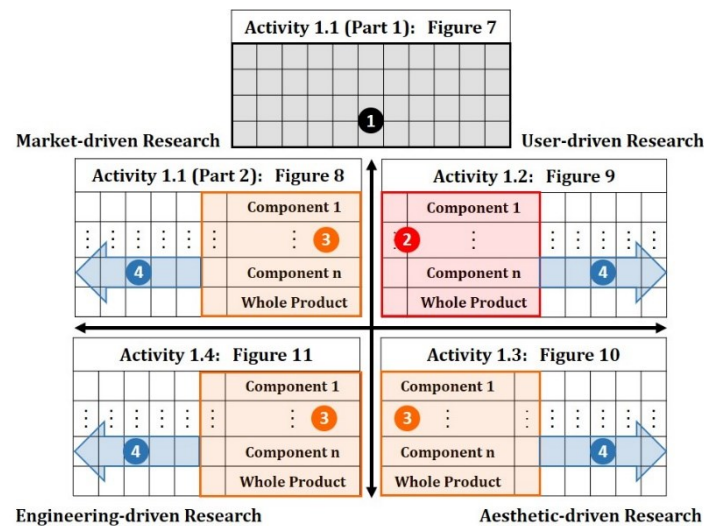 Activity 1.1 (Part 1): Figure 7
1
Market-driven Research
User-driven Research
Activity 1.1 (Part 2): Figure 8
Component 1
3
4
Component n
Whole Product
Activity 1.2: Figure 9
Component 1
2
Component n
4
Whole Product
Activity 1.4: Figure 11
Component 1
3
4
Component n
Whole Product
Activity 1.3: Figure 10
Component 1
3
Component n
4
Whole Product
Engineering-driven Research
Aesthetic-driven Research